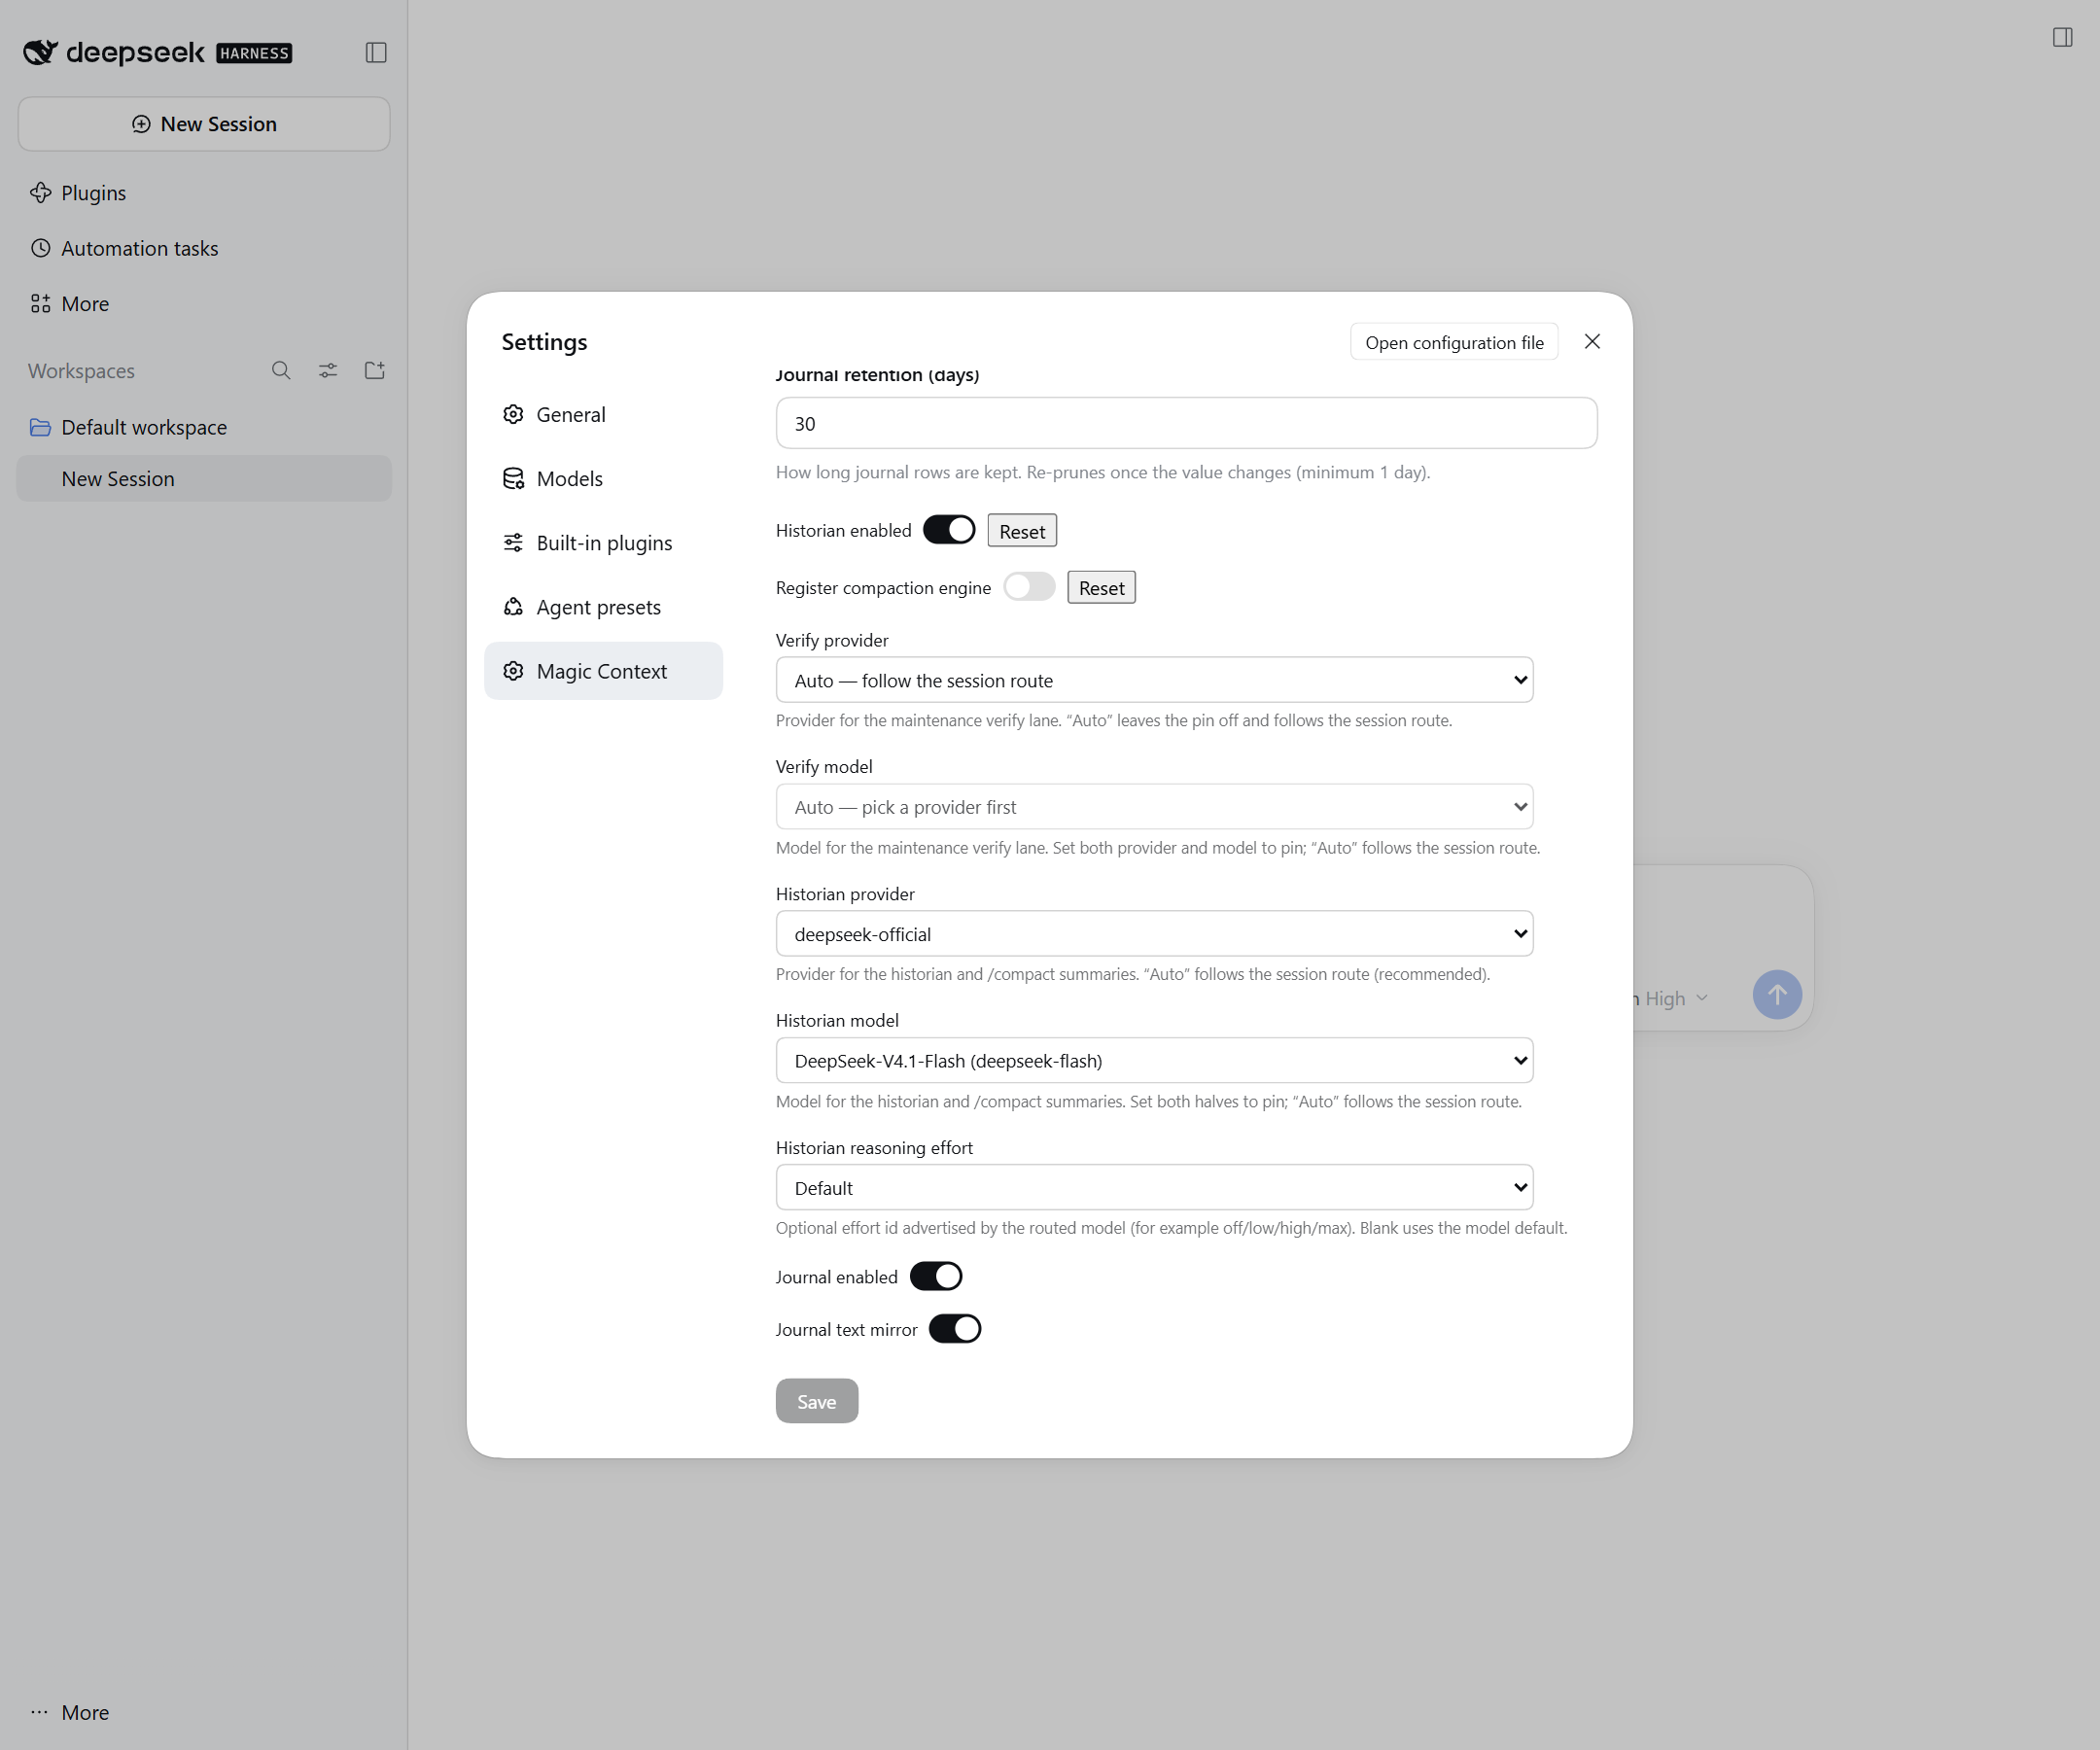 deepseek HARNESS
New Session
Plugins
Automation tasks
More
Workspaces
Default workspace
New Session
More
Settings
Open configuration file
General
Models
Built-in plugins
Agent presets
Magic Context
Journal retention (days)
30
How long journal rows are kept. Re-prunes once the value changes (minimum 1 day).
Historian enabled
Reset
Register compaction engine
Reset
Verify provider
Auto — follow the session route
Provider for the maintenance verify lane. “Auto” leaves the pin off and follows the session route.
Verify model
Auto — pick a provider first
Model for the maintenance verify lane. Set both provider and model to pin; “Auto” follows the session route.
Historian provider
deepseek-official
Provider for the historian and /compact summaries. “Auto” follows the session route (recommended).
Historian model
DeepSeek-V4.1-Flash (deepseek-flash)
Model for the historian and /compact summaries. Set both halves to pin; “Auto” follows the session route.
Historian reasoning effort
Default
Optional effort id advertised by the routed model (for example off/low/high/max). Blank uses the model default.
Journal enabled
Journal text mirror
Save
High